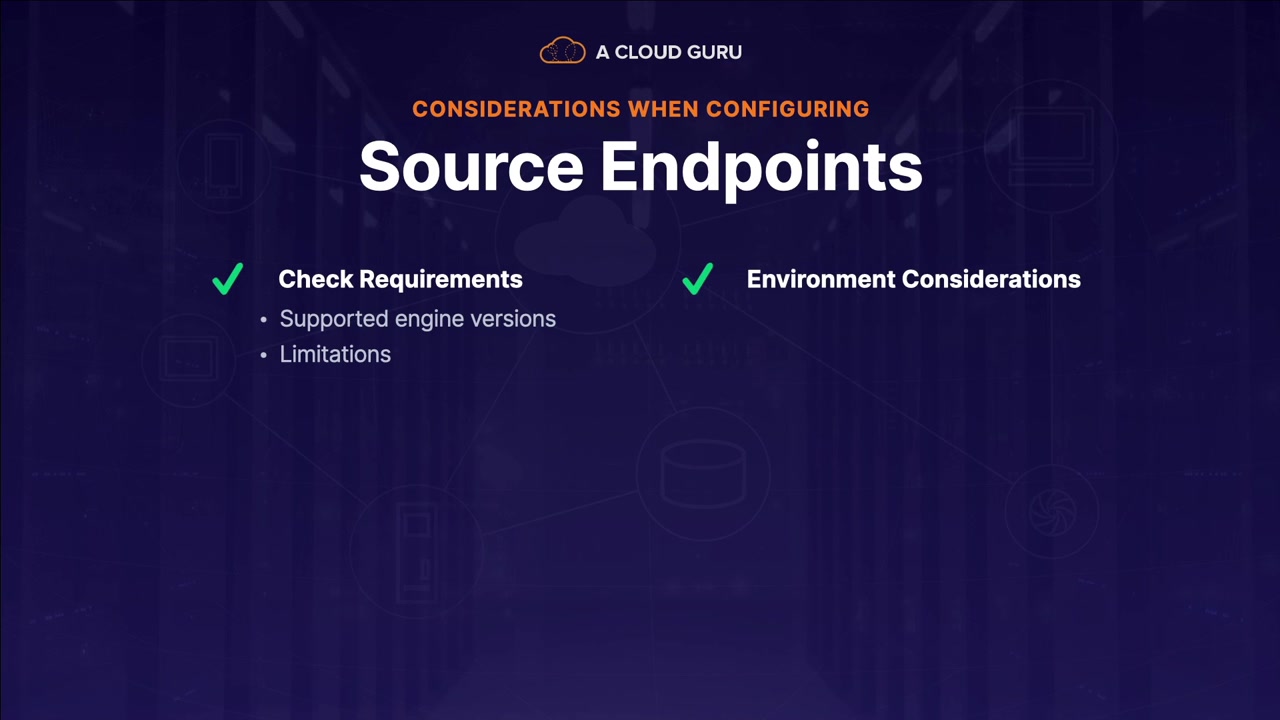 A CLOUD GURU
CONSIDERATIONS WHEN CONFIGURING
Source Endpoints
Check Requirements
• Supported engine versions
• Limitations
Environment Considerations